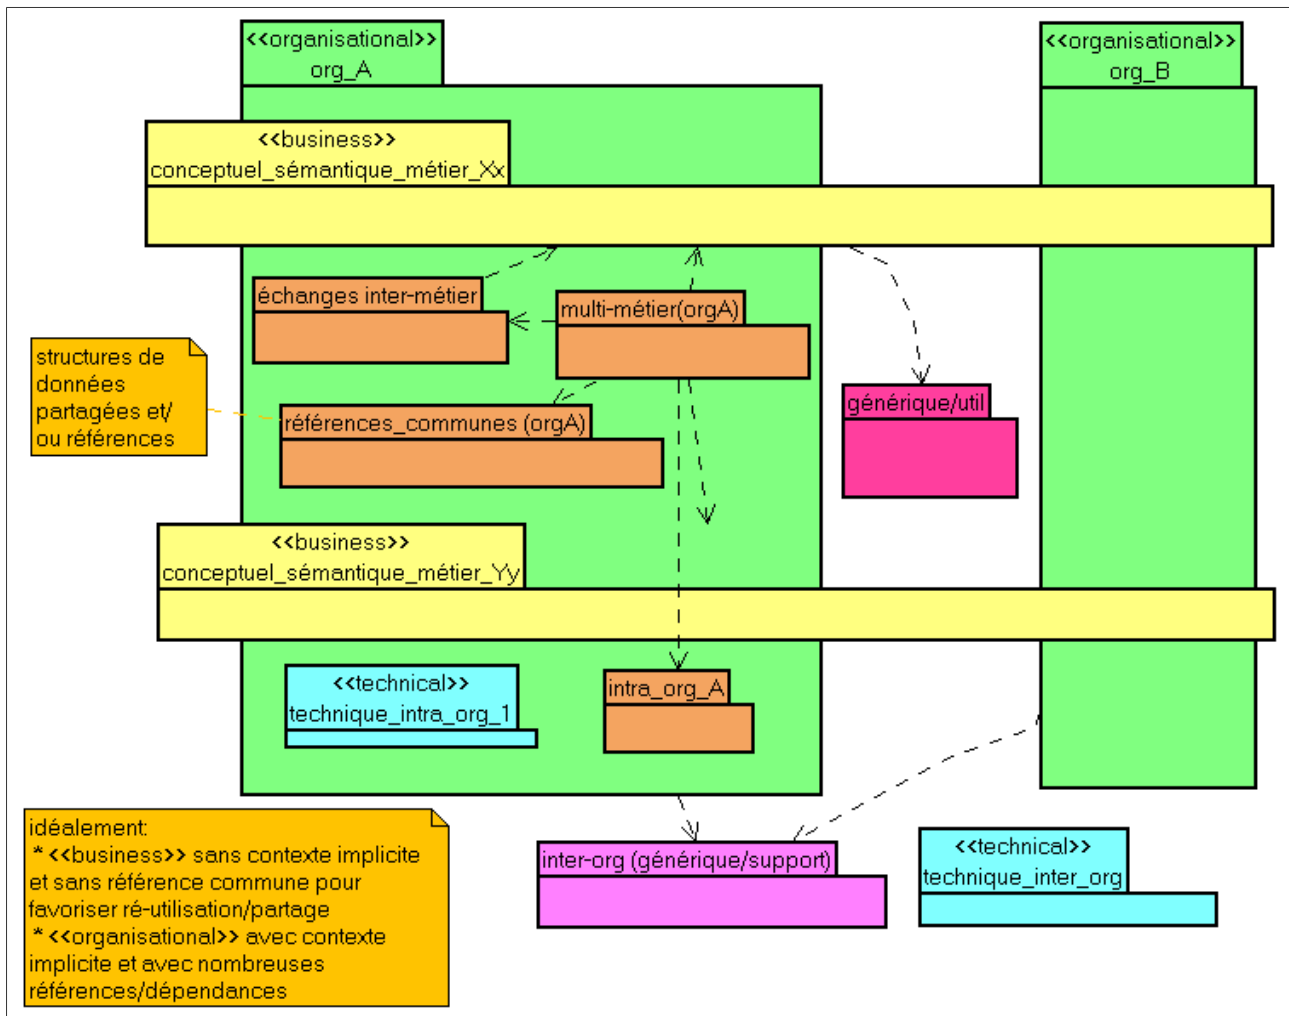 <<organisational>>
org_A
<<organisational>>
org_B
<<business>>
conceptuel_sémantique_métier_Xx
échanges inter-métier
multi-métier(orgA)
structures de
données
partagées et/
ou références
références_communes (orgA)
générique/util
<<business>>
conceptuel_sémantique_métier_Yy
<<technical>>
technique_intra_org_1
intra_org_A
idéalement:
* <<business>> sans contexte implicite
et sans référence commune pour
favoriser ré-utilisation/partage
* <<organisational>> avec contexte
implicite et avec nombreuses
références/dépendances
inter-org (générique/support)
<<technical>>
technique_inter_org